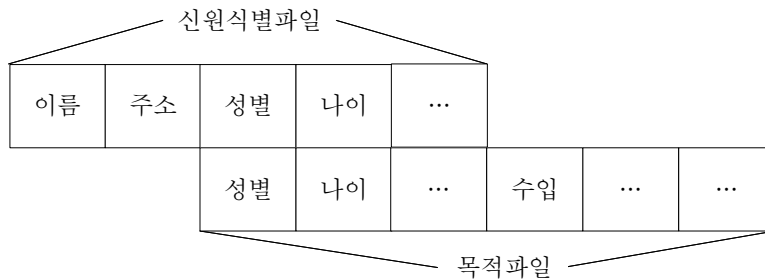 신원식별파일
이름 주소 성별 나이 …
성별 나이 … 수입 … …
목적파일